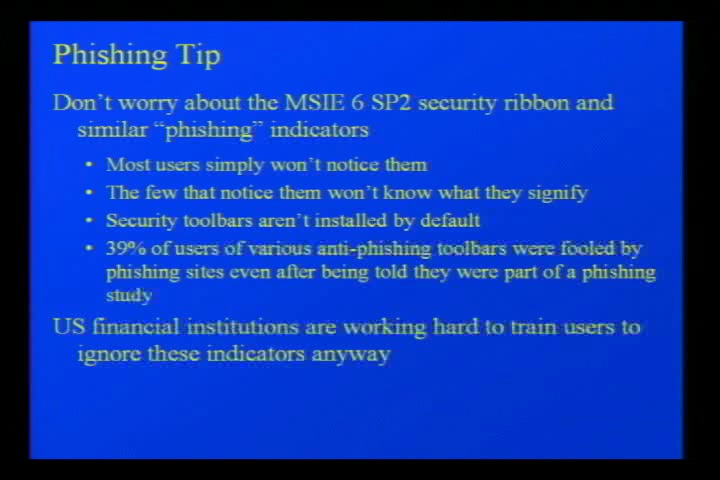 Phishing Tip
Don't worry about the MSIE 6 SP2 security ribbon and
similar “phishing” indicators
• Most users simply won't notice them
• The few that notice them won't know what they signify
• Security toolbars aren't installed by default
• 39% of users of various anti-phishing toolbars were fooled by
phishing sites even after being told they were part of a phishing
study
US financial institutions are working hard to train users to
ignore these indicators anyway